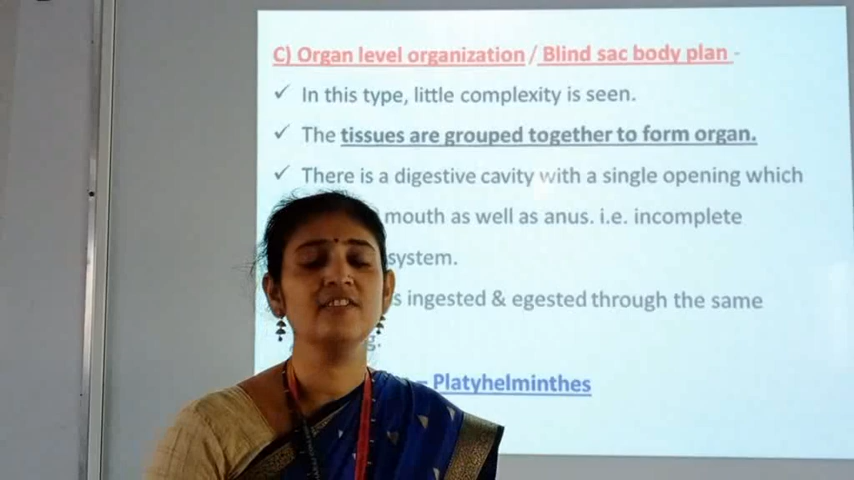 C) Organ level organization / Blind sac body plan -
✓ In this type, little complexity is seen.
✓ The tissues are grouped together to form organ.
✓ There is a digestive cavity with a single opening which
mouth as well as anus. i.e. incomplete
system.
ingested & egested through the same
– Platyhelminthes